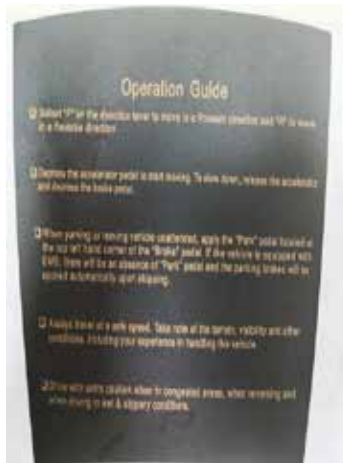 Operation Guide
❑ Select "F" on the direction lever to move in a Forward direction and "R" to move
in a Reverse direction
❑ Depress the accelerator pedal to start moving. To slow down, release the accelerator
and depress the brake pedal.
❑ When parking or leaving vehicle unattended, apply the "Park" pedal located at
the top left hand corner of the "Brake" pedal. If the vehicle is equipped with
EMB, there will be an absence of "Park" pedal and the parking brakes will be
applied automatically upon stopping.
❑ Always travel at a safe speed. Take note of the terrain, visibility and other
conditions, including your experience in handling the vehicle.
❑ Drive with extra caution when in congested areas, when reversing and
when driving in wet & slippery conditions.